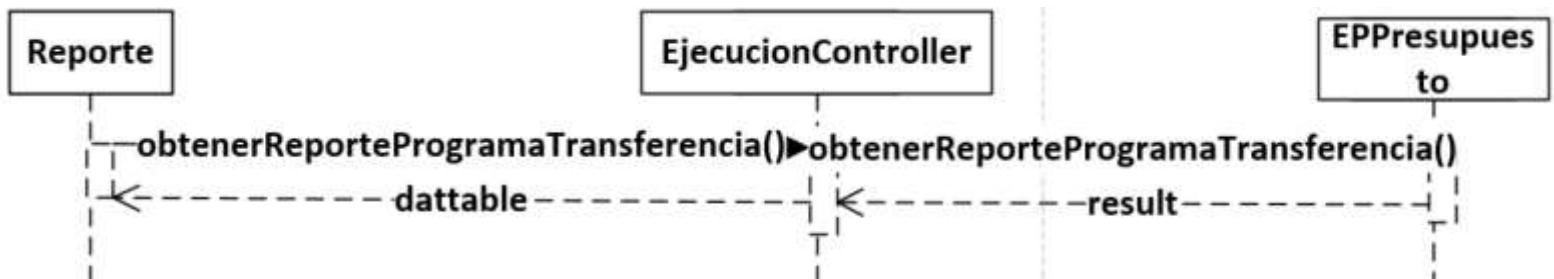 Reporte
EjecucionController
EPPresupues
to
obtenerReporteProgramaTransferencia()
obtenerReporteProgramaTransferencia()
dattable
result